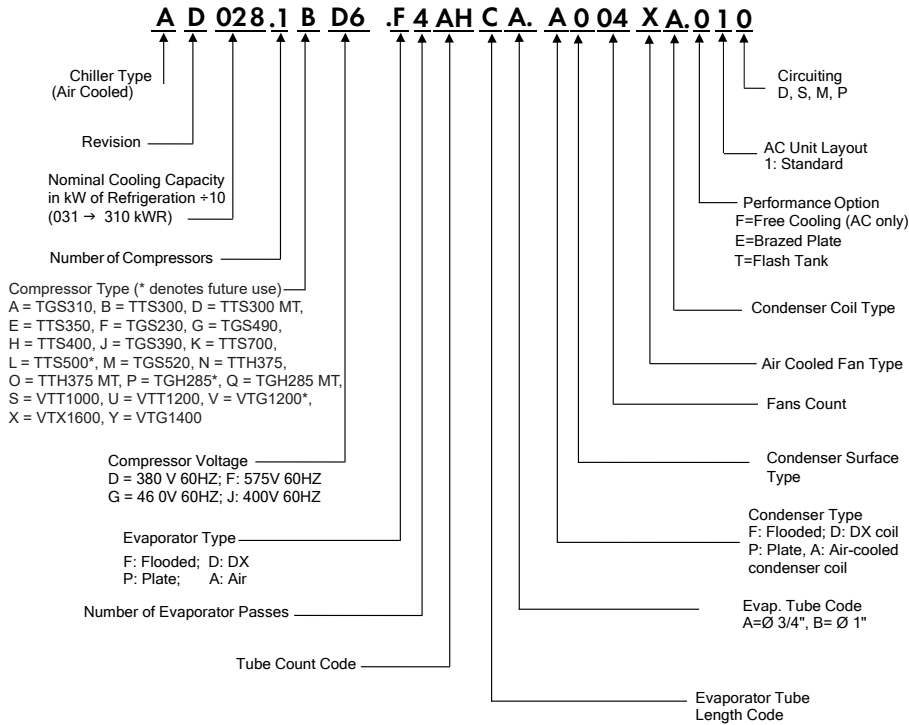 A D 028.1 B D6 .F 4 AH C A. A 0 04 X A. 0 1 0
Chiller Type
(Air Cooled)
Revision
Nominal Cooling Capacity
in kW of Refrigeration ÷10
(031 → 310 kWR)
Number of Compressors
Compressor Type (* denotes future use)
A = TGS310, B = TTS300, D = TTS300 MT,
E = TTS350, F = TGS230, G = TGS490,
H = TTS400, J = TGS390, K = TTS700,
L = TTS500*, M = TGS520, N = TTH375,
O = TTH375 MT, P = TGH285*, Q = TGH285 MT,
S = VTT1000, U = VTT1200, V = VTG1200*,
X = VTX1600, Y = VTG1400
Compressor Voltage
D = 380 V 60HZ; F: 575V 60HZ
G = 46 0V 60HZ; J: 400V 60HZ
Evaporator Type
F: Flooded; D: DX
P: Plate; A: Air
Number of Evaporator Passes
Tube Count Code
Circuiting
D, S, M, P
AC Unit Layout
1: Standard
Performance Option
F=Free Cooling (AC only)
E=Brazed Plate
T=Flash Tank
Condenser Coil Type
Air Cooled Fan Type
Fans Count
Condenser Surface
Type
Condenser Type
F: Flooded; D: DX coil
P: Plate, A: Air-cooled
condenser coil
Evap. Tube Code
A=Ø 3/4", B= Ø 1"
Evaporator Tube
Length Code